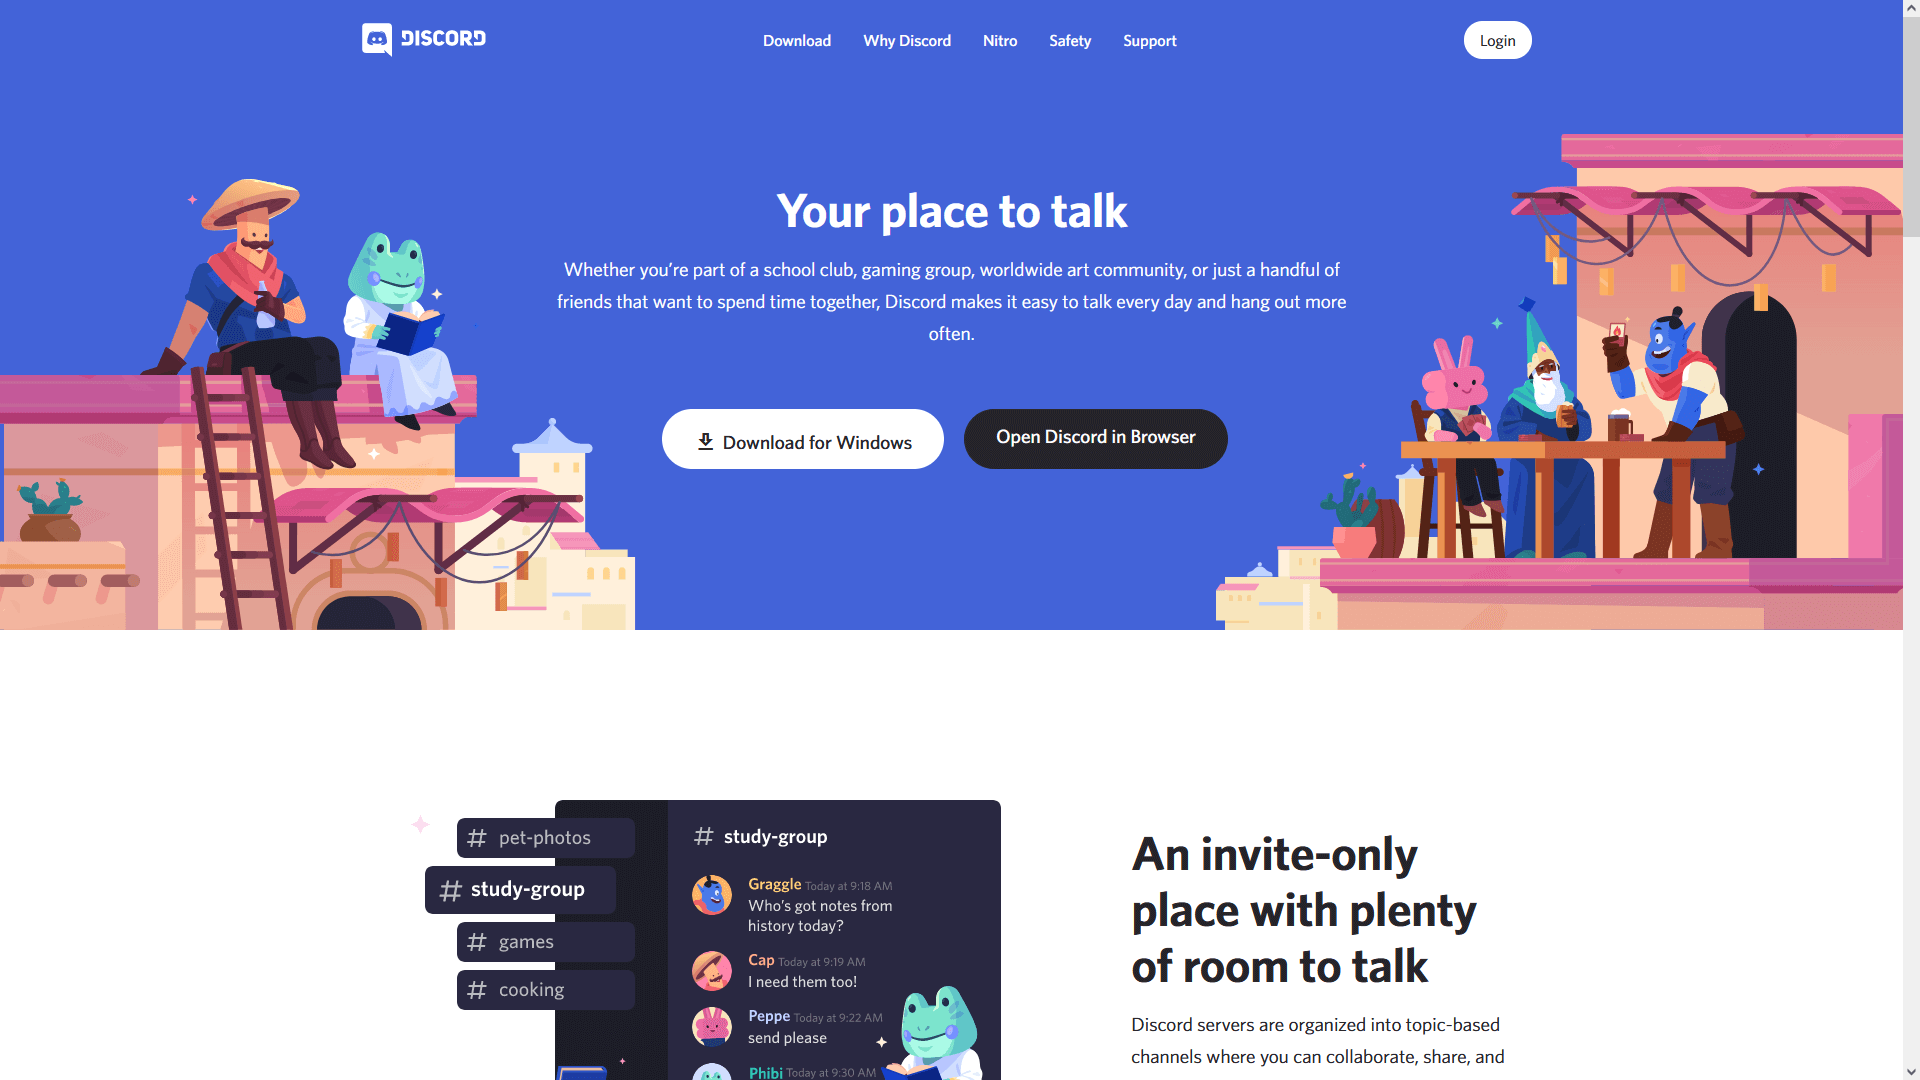 DISCORD
Download Why Discord Nitro Safety Support
Login
Your place to talk
Whether you’re part of a school club, gaming group, worldwide art community, or just a handful of
friends that want to spend time together, Discord makes it easy to talk every day and hang out more
often.
Download for Windows
Open Discord in Browser
# pet-photos
# study-group
# games
# cooking
# study-group
Graggle Today at 9:18 AM
Who’s got notes from
history today?
Cap Today at 9:19 AM
I need them too!
Peppe Today at 9:22 AM
send please
Phibi Today at 9:30 AM
An invite-only
place with plenty
of room to talk
Discord servers are organized into topic-based
channels where you can collaborate, share, and